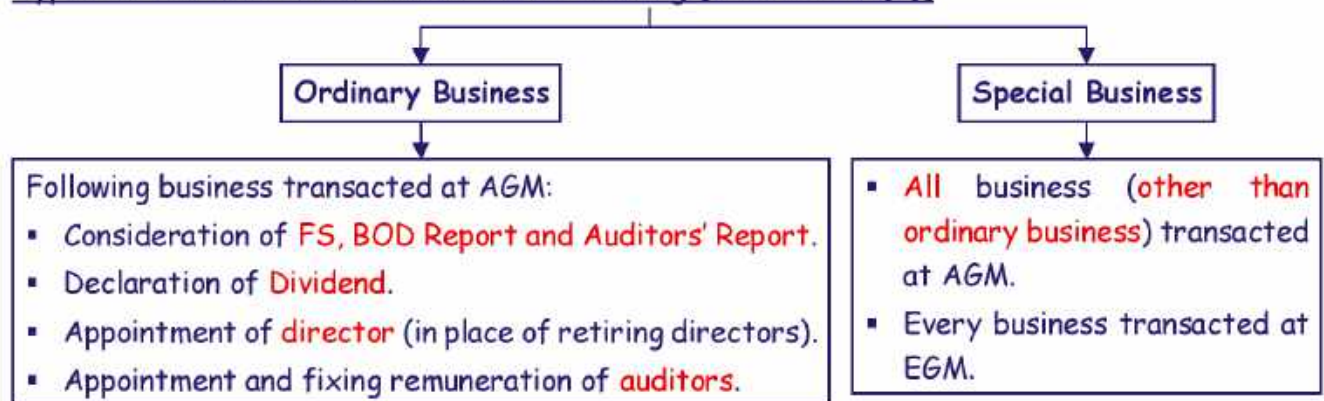 Ordinary Business
Special Business
Following business transacted at AGM:
▪ Consideration of FS, BOD Report and Auditors' Report.
▪ Declaration of Dividend.
▪ Appointment of director (in place of retiring directors).
▪ Appointment and fixing remuneration of auditors.
▪ All business (other than
ordinary business) transacted
at AGM.
▪ Every business transacted at
EGM.